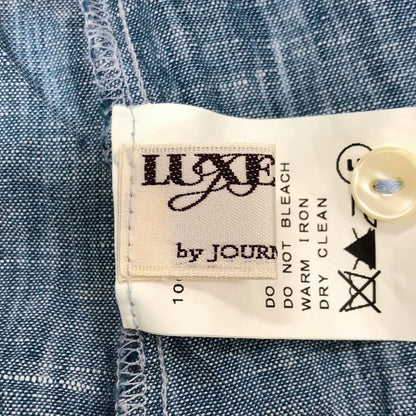 LUXE
by JOURN
DO NOT BLEACH
WARM IRON
DRY CLEAN